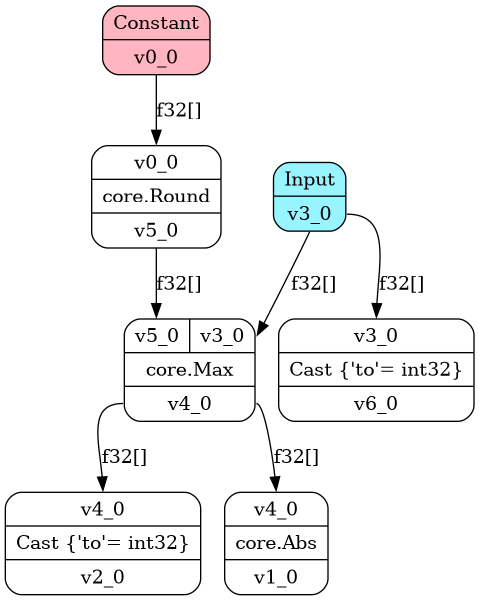 Constant
v0_0
f32[]
v0_0
core.Round
v5_0
Input
v3_0
f32[]
f32[]
f32[]
v5_0 v3_0
core.Max
v4_0
v3_0
Cast {'to'= int32}
v6_0
f32[]
f32[]
v4_0
Cast {'to'= int32}
v2_0
v4_0
core.Abs
v1_0